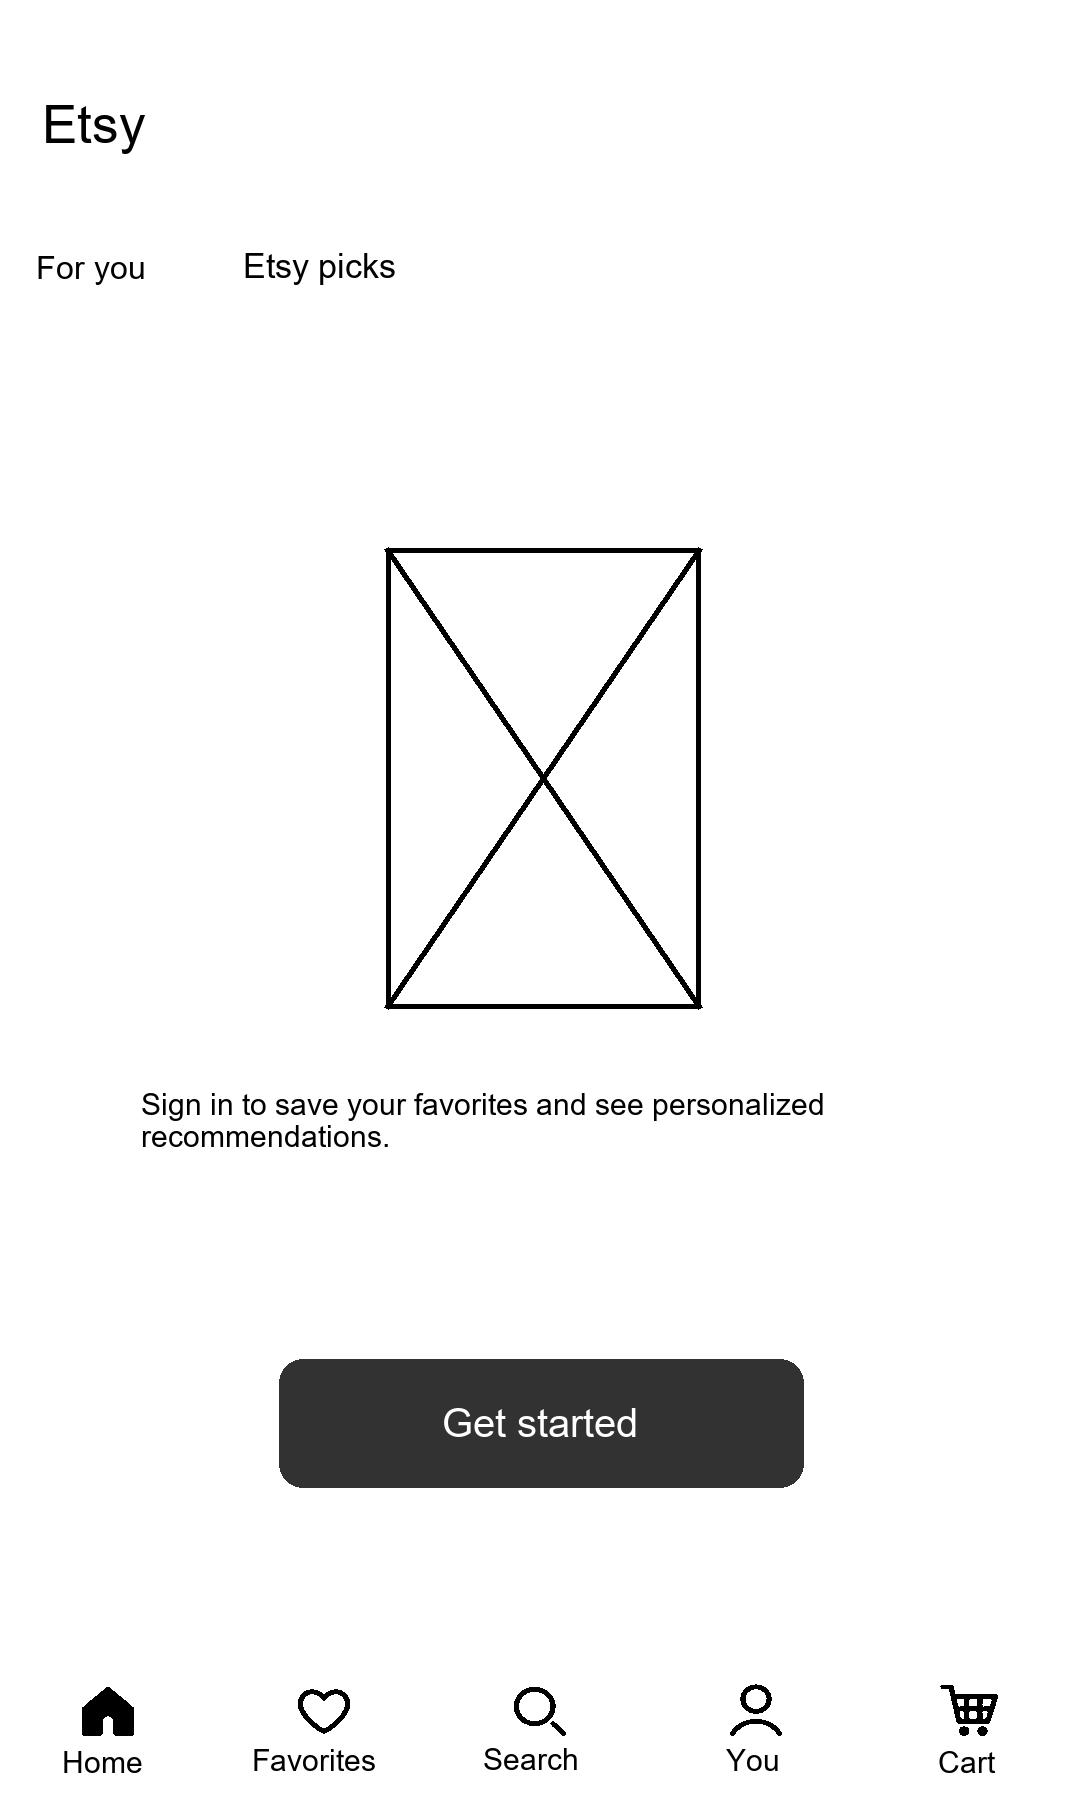 Etsy
For you
Etsy picks
Sign in to save your favorites and see personalized
recommendations.
Get started
Home
Favorites
Search
You
Cart